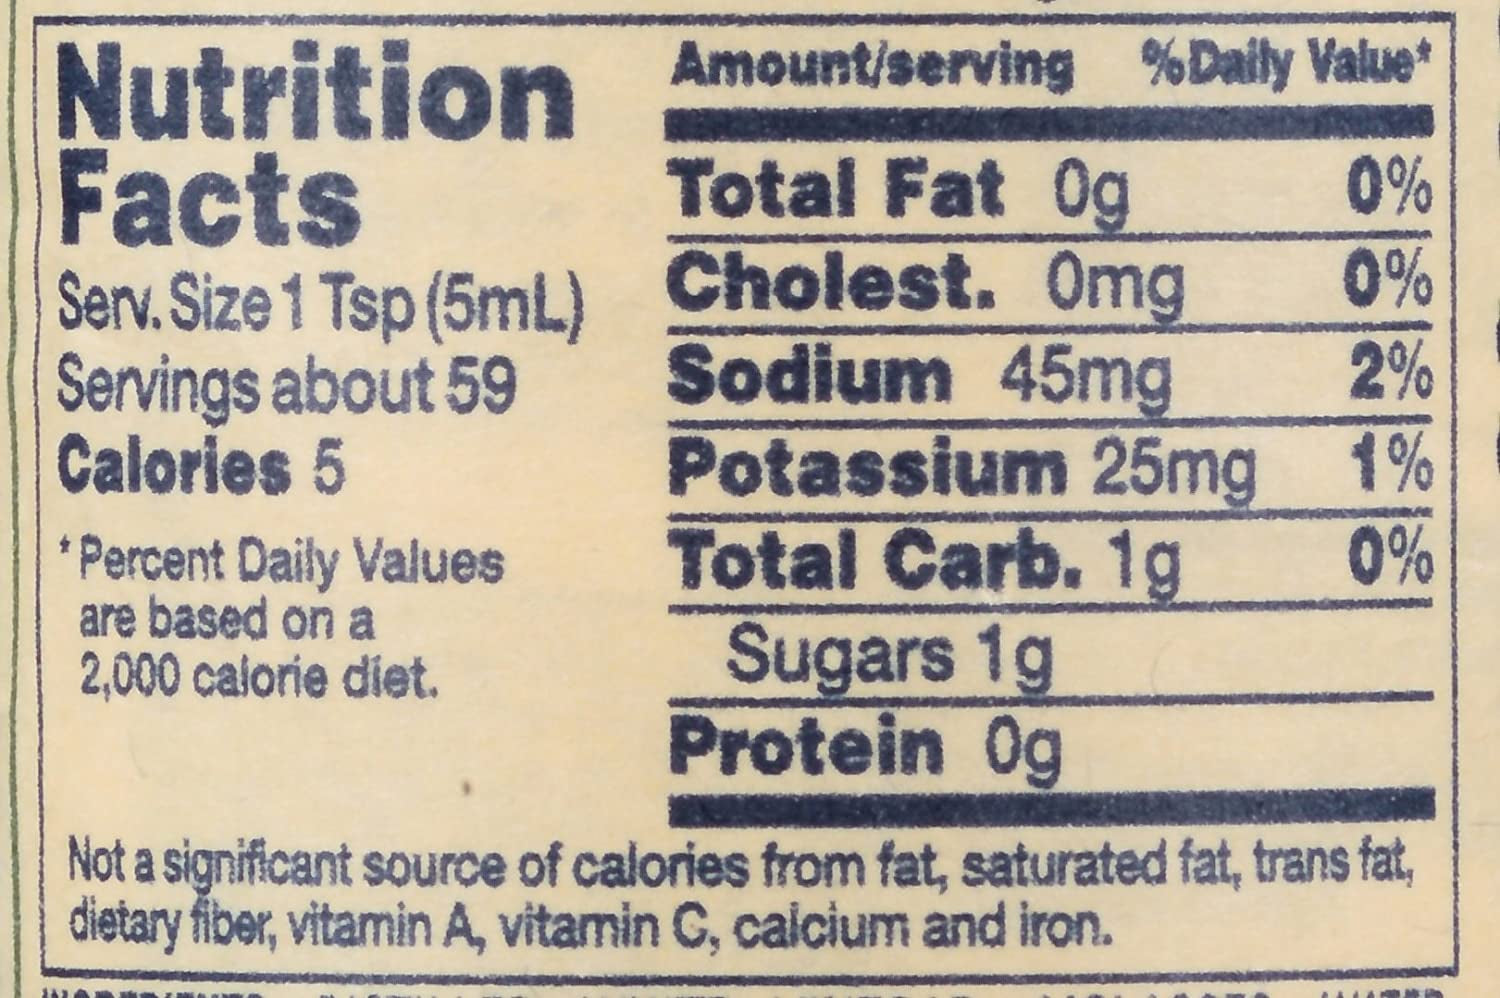 Nutrition
Facts
Serv. Size 1 Tsp (5mL)
Servings about 59
Calories 5
* Percent Daily Values
are based on a
2,000 calorie diet.
Amount/serving %Daily Value*
Total Fat 0g 0%
Cholest. 0mg 0%
Sodium 45mg 2%
Potassium 25mg 1%
Total Carb. 1g 0%
Sugars 1g
Protein 0g
Not a significant source of calories from fat, saturated fat, trans fat,
dietary fiber, vitamin A, vitamin C, calcium and iron.